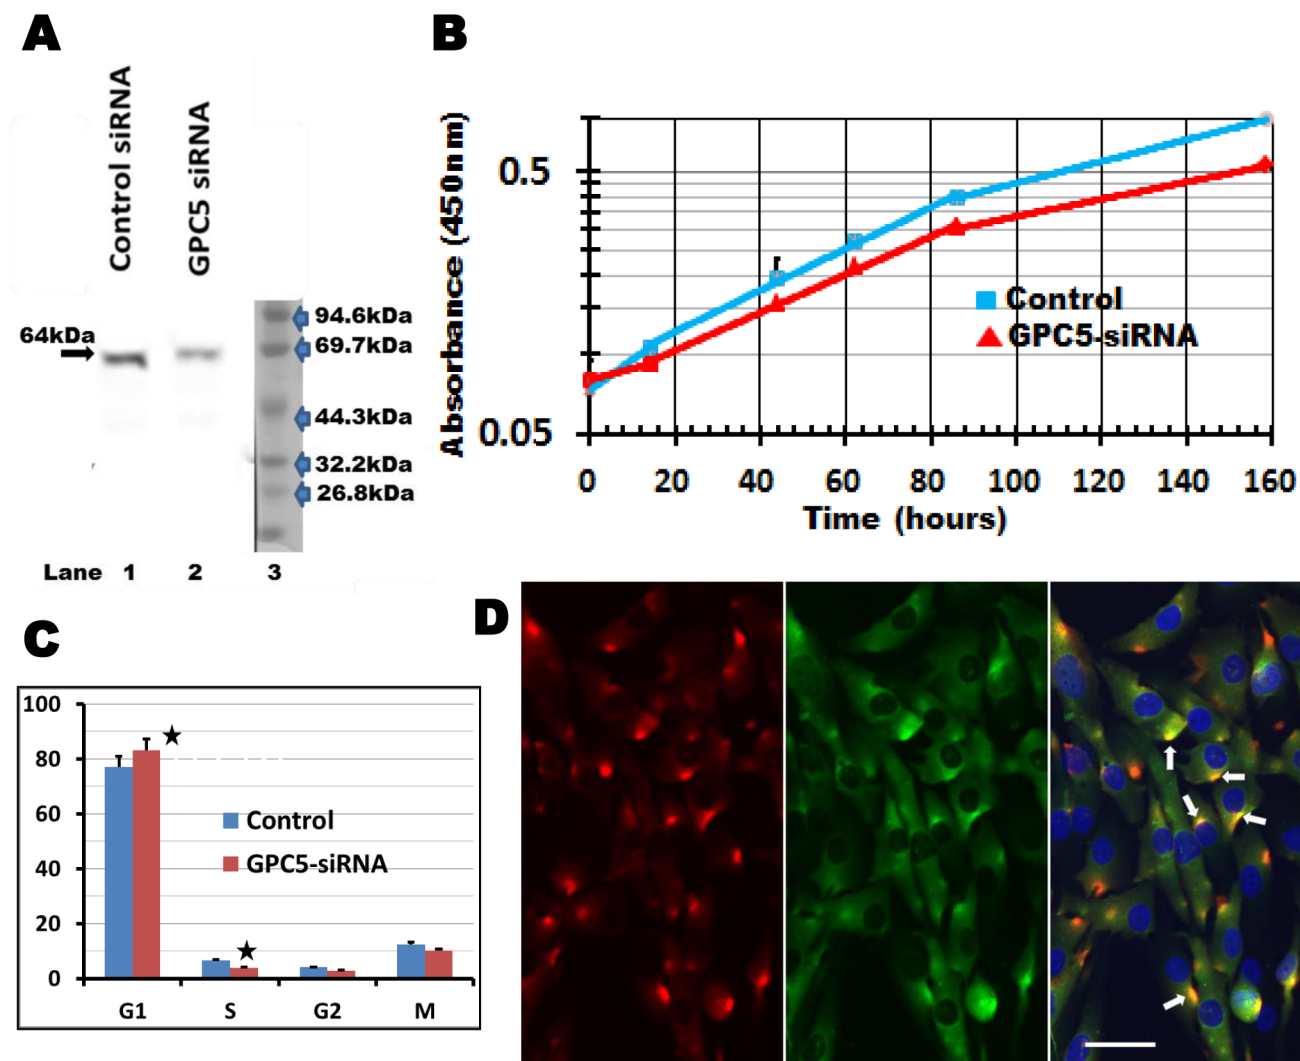 A
Control siRNA
GPC5 siRNA
64kDa
94.6kDa
69.7kDa
44.3kDa
32.2kDa
26.8kDa
Lane 1 2 3
B
Absorbance (450nm)
0.5
0.05
Control
GPC5-siRNA
0 20 40 60 80 100 120 140 160
Time (hours)
C
100
80
60
40
20
0
Control
GPC5-siRNA
G1 S G2 M
D